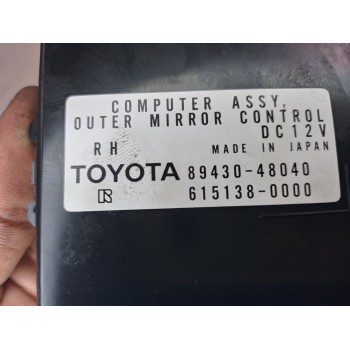 COMPUTER ASSY,
OUTER MIRROR CONTROL
DC12V
RH MADE IN JAPAN
TOYOTA 89430-48040
R 615138-0000